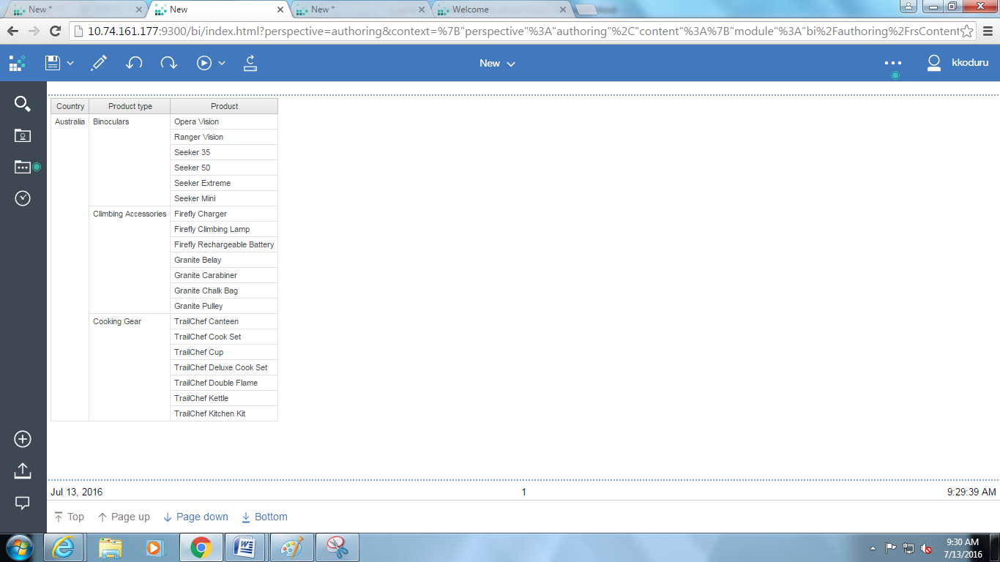 New *
New
New *
Welcome
10.74.161.177:9300/bi/index.html?perspective=authoring&context=%7B"perspective"%3A"authoring"%2C"content"%3A%7B"module"%3A"bi%2Fauthoring%2FrsContent
New
kkoduru
Country Product type Product
Australia Binoculars Opera Vision
Ranger Vision
Seeker 35
Seeker 50
Seeker Extreme
Seeker Mini
Climbing Accessories Firefly Charger
Firefly Climbing Lamp
Firefly Rechargeable Battery
Granite Belay
Granite Carabiner
Granite Chalk Bag
Granite Pulley
Cooking Gear TrailChef Canteen
TrailChef Cook Set
TrailChef Cup
TrailChef Deluxe Cook Set
TrailChef Double Flame
TrailChef Kettle
TrailChef Kitchen Kit
Jul 13, 2016 1 9:29:39 AM
Top Page up Page down Bottom
9:30 AM
7/13/2016